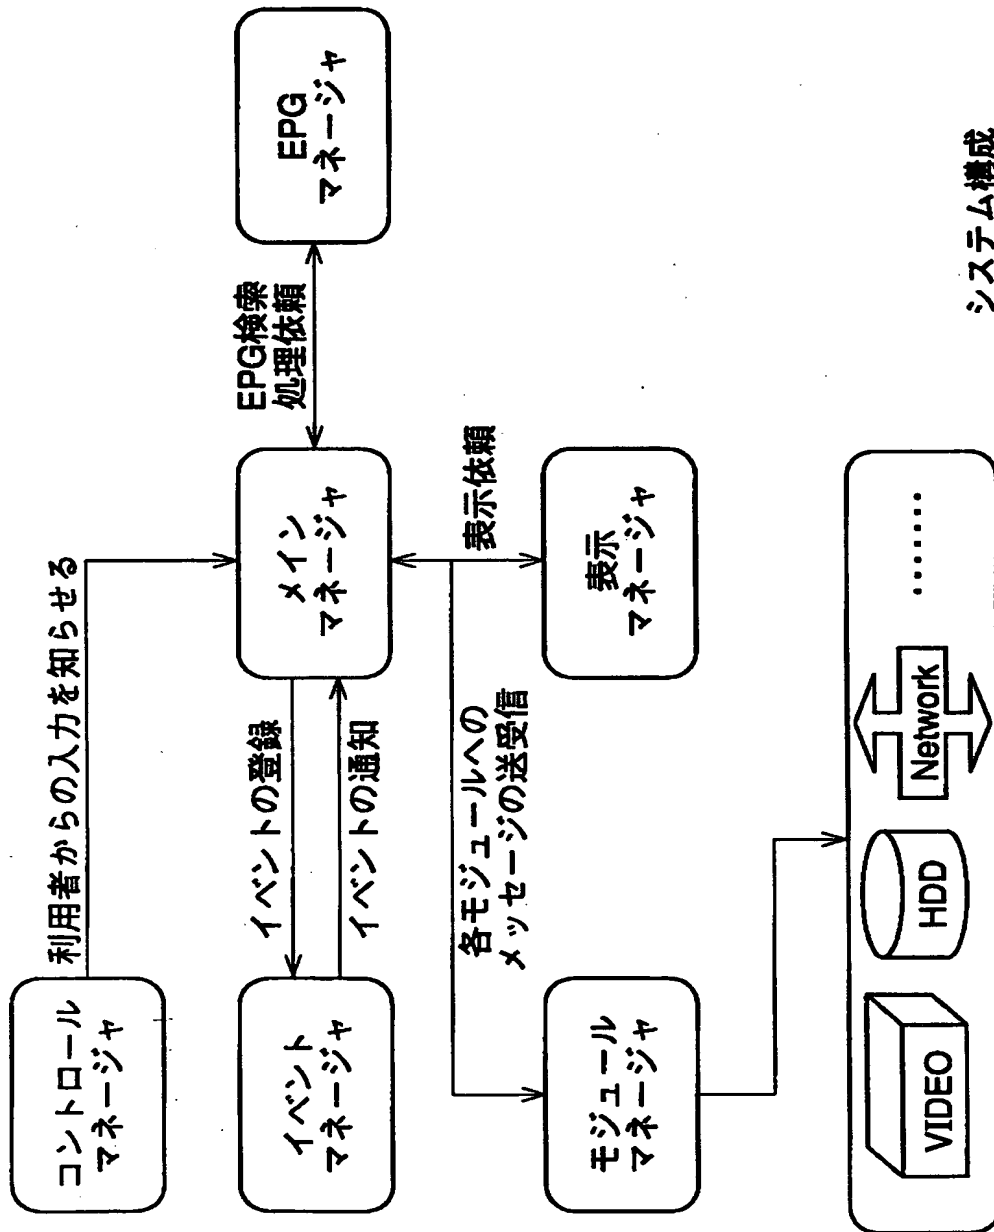 コントロール
マネージャ
利用者からの入力を知らせる
イベント
マネージャ
イベントの登録
イベントの通知
メイン
マネージャ
EPG検索
処理依頼
EPG
マネージャ
モジュール
マネージャ
各モジュールへの
メッセージの送受信
表示依頼
表示
マネージャ
VIDEO
HDD
Network
.......
システム構成